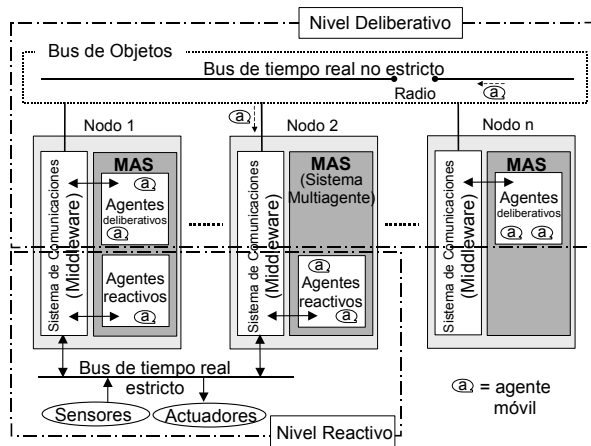 Nivel Deliberativo
Bus de Objetos
Bus de tiempo real no estricto
Radio
a
a
Nodo 1
Nodo 2
Nodo n
Sistema de Comunicaciones
(Middleware)
MAS
a
Agentes
deliberativos
a
Agentes
reactivos
a
Sistema de Comunicaciones
(Middleware)
MAS
(Sistema
Multiagente)
a
Agentes
reactivos
a
Sistema de Comunicaciones
(Middleware)
MAS
a
Agentes
deliberativos
a a
Bus de tiempo real
estricto
Sensores
Actuadores
Nivel Reactivo
a = agente
móvil